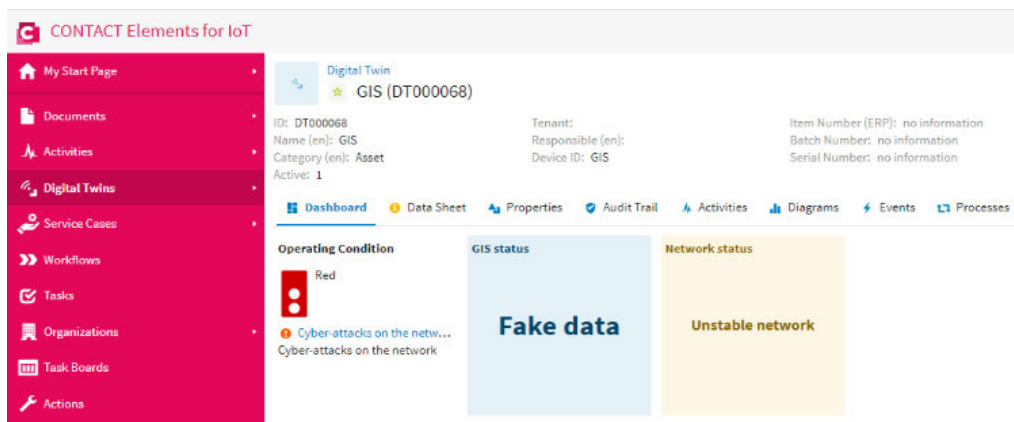 CONTACT Elements for IoT
My Start Page
Documents
Activities
Digital Twins
Service Cases
Workflows
Tasks
Organizations
Task Boards
Actions
Digital Twin
GIS (DT000068)
ID: DT000068
Name (en): GIS
Category (en): Asset
Active: 1
Tenant:
Responsible (en):
Device ID: GIS
Item Number (ERP): no information
Batch Number: no information
Serial Number: no information
Dashboard Data Sheet Properties Audit Trail Activities Diagrams Events Processes
Operating Condition
Red
Cyber-attacks on the netw...
Cyber-attacks on the network
GIS status
Fake data
Network status
Unstable network